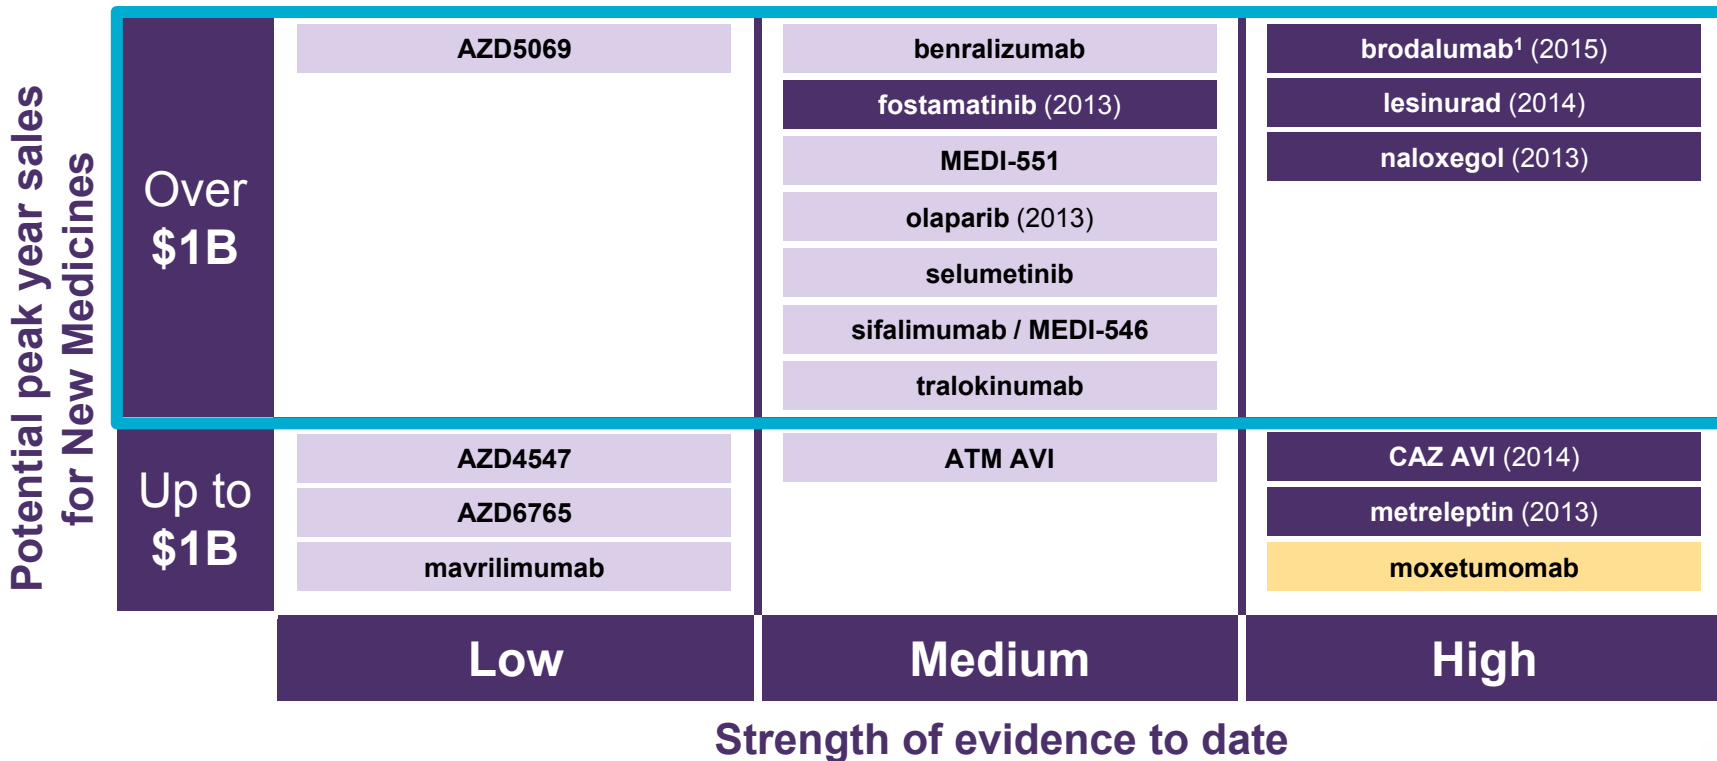 Potential peak year sales
for New Medicines
Over
$1B
AZD5069
benralizumab
fostamatinib (2013)
MEDI-551
olaparib (2013)
selumetinib
sifalimumab / MEDI-546
tralokinumab
brodalumab¹ (2015)
lesinurad (2014)
naloxegol (2013)
Up to
$1B
AZD4547
AZD6765
mavrilimumab
ATM AVI
CAZ AVI (2014)
metreleptin (2013)
moxetumomab
Low
Medium
High
Strength of evidence to date